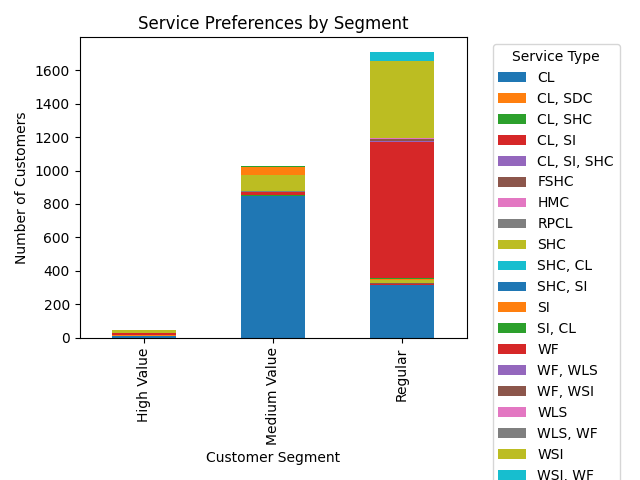 Service Preferences by Segment
Number of Customers
1600
1400
1200
1000
800
600
400
200
0
High Value
Medium Value
Regular
Customer Segment
Service Type
CL
CL, SDC
CL, SHC
CL, SI
CL, SI, SHC
FSHC
HMC
RPCL
SHC
SHC, CL
SHC, SI
SI
SI, CL
WF
WF, WLS
WF, WSI
WLS
WLS, WF
WSI
WSI, WF